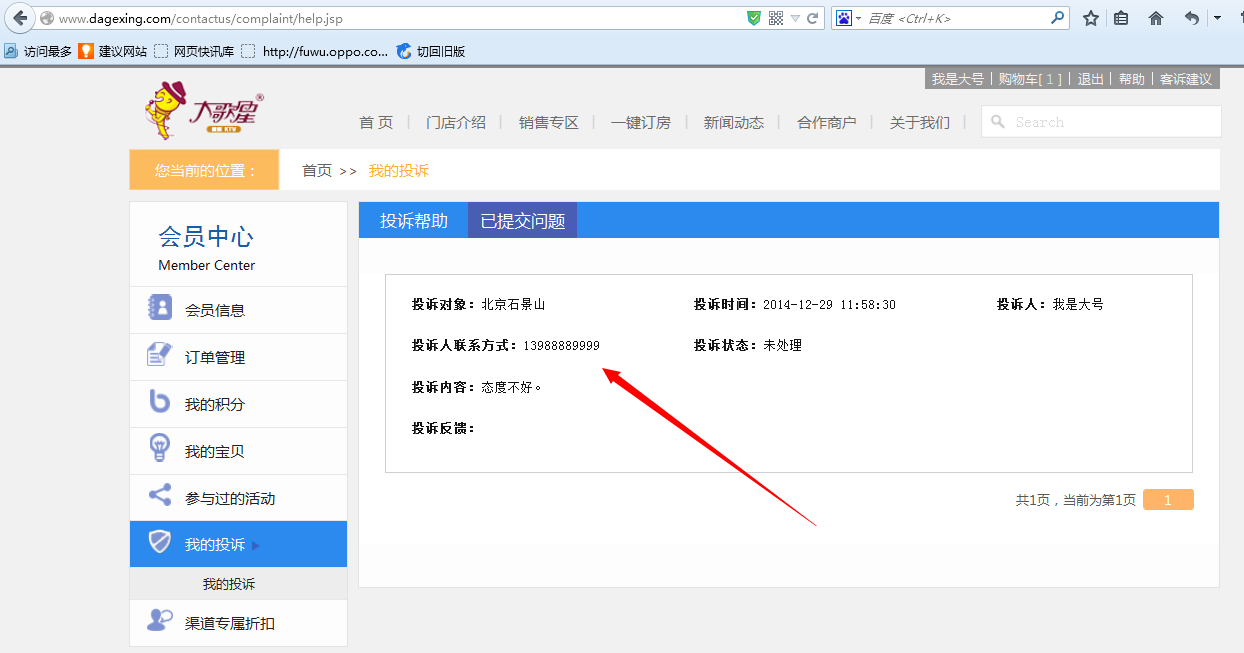 www.dagexing.com/contactus/complaint/help.jsp
百度 <Ctrl+K>
访问最多 建议网站 网页快讯库 http://fuwu.oppo.co... 切回旧版
我是大号 | 购物车[ 1 ] | 退出 | 帮助 | 客诉建议
大歌星®
首 页 | 门店介绍 | 销售专区 | 一键订房 | 新闻动态 | 合作商户 | 关于我们 |
Search
您当前的位置：
首页 >> 我的投诉
会员中心
Member Center
会员信息
订单管理
我的积分
我的宝贝
参与过的活动
我的投诉
我的投诉
渠道专属折扣
投诉帮助 已提交问题
投诉对象：北京石景山 投诉时间：2014-12-29 11:58:30 投诉人：我是大号
投诉人联系方式：13988889999 投诉状态：未处理
投诉内容：态度不好。
投诉反馈：
共1页，当前为第1页 1